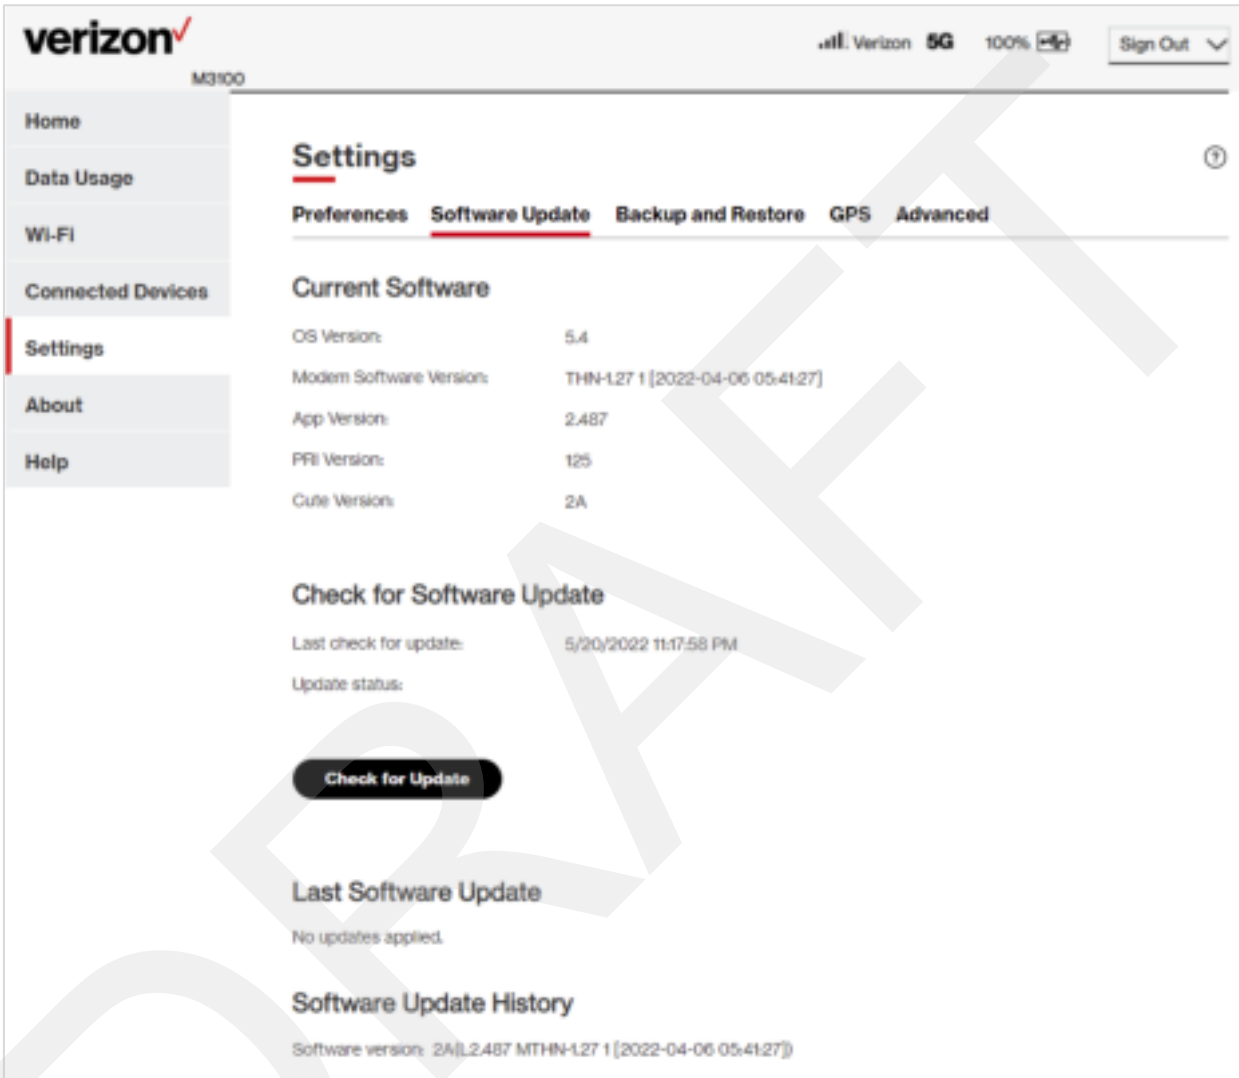 verizon
Verizon 5G 100% Sign Out
M3100
Home
Data Usage
Wi-Fi
Connected Devices
Settings
About
Help
Settings
Preferences Software Update Backup and Restore GPS Advanced
Current Software
OS Version: 5.4
Modem Software Version: THN-1.27 1 [2022-04-06 05:41:27]
App Version: 2.487
PRI Version: 125
Cute Version: 2A
Check for Software Update
Last check for update: 5/20/2022 11:17:58 PM
Update status:
Check for Update
Last Software Update
No updates applied.
Software Update History
Software version: 2A(L2.487 MTHN-1.27 1 [2022-04-06 05:41:27])
DRAFT